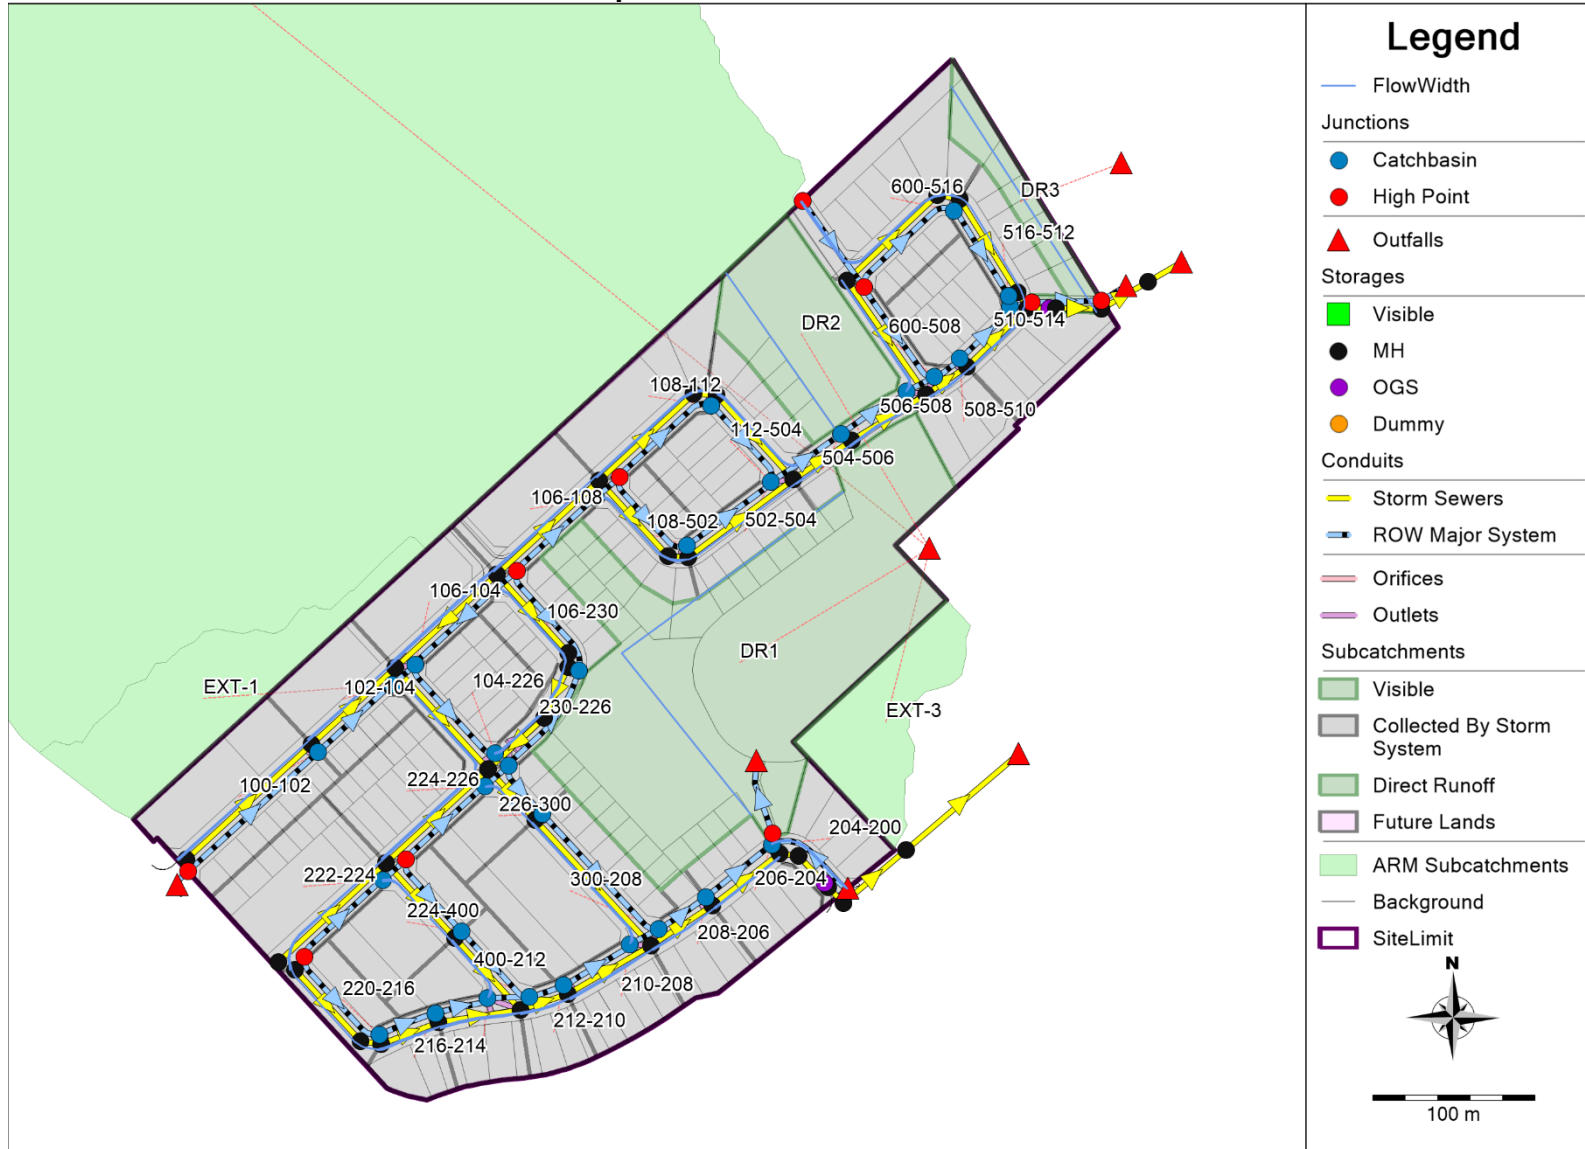 600-516
DR3
516-512
DR2
510-514
600-508
108-112
506-508
508-510
112-504
504-506
106-108
108-502
502-504
106-104
106-230
DR1
EXT-1
102-104
104-226
230-226
EXT-3
100-102
224-226
226-300
204-200
206-204
222-224
300-208
224-400
208-206
400-212
220-216
210-208
212-210
216-214
Legend
FlowWidth
Junctions
Catchbasin
High Point
Outfalls
Storages
Visible
MH
OGS
Dummy
Conduits
Storm Sewers
ROW Major System
Orifices
Outlets
Subcatchments
Visible
Collected By Storm
System
Direct Runoff
Future Lands
ARM Subcatchments
Background
SiteLimit
N
100 m